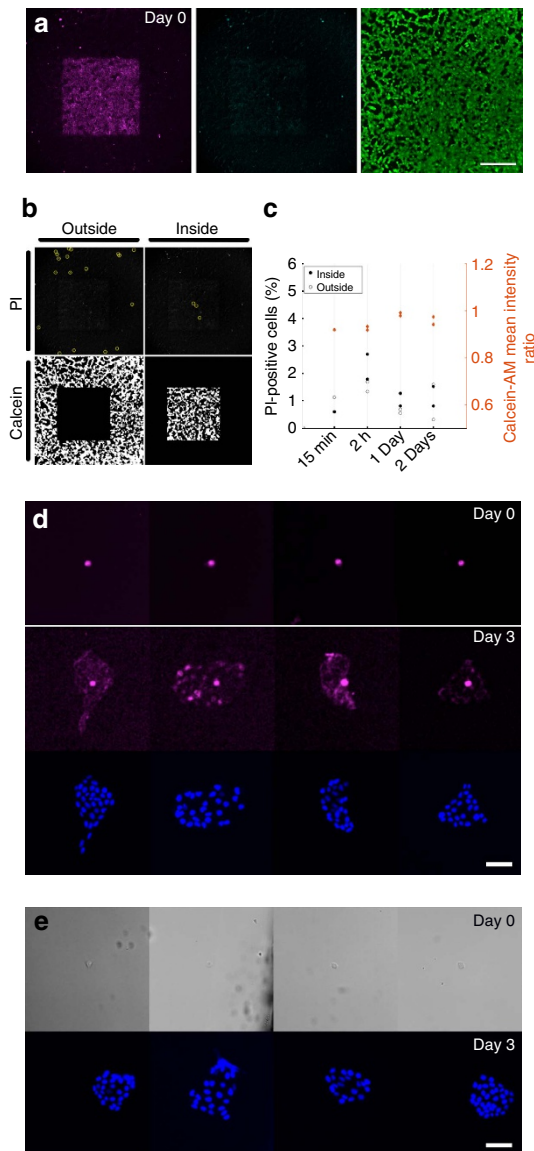 a
Day 0
b
Outside
Inside
PI
Calcein
c
PI-positive cells (%)
6
5
4
3
2
1
0
Inside
Outside
15 min
2 h
1 Day
2 Days
1.2
1
0.8
0.6
Calcein-AM mean intensity
ratio
d
Day 0
Day 3
e
Day 0
Day 3